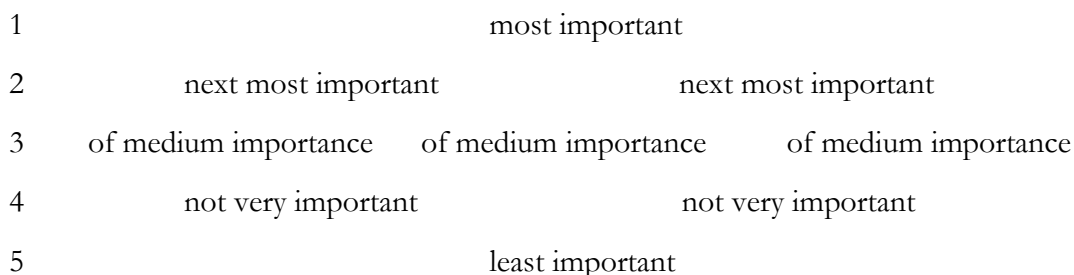 1 most important
2 next most important next most important
3 of medium importance of medium importance of medium importance
4 not very important not very important
5 least important